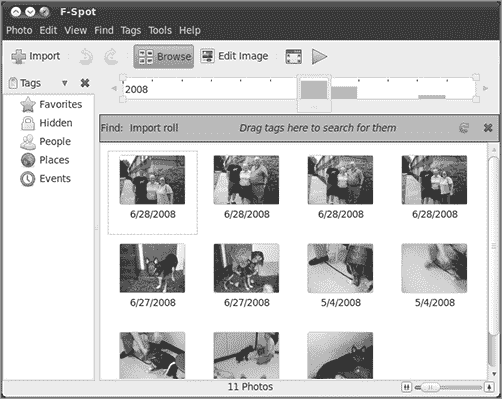 F-Spot
Photo Edit View Find Tags Tools Help
Import Browse Edit Image
Tags
2008
Favorites
Hidden
People
Places
Events
Find: Import roll Drag tags here to search for them
6/28/2008 6/28/2008 6/28/2008 6/28/2008
6/27/2008 6/27/2008 5/4/2008 5/4/2008
11 Photos